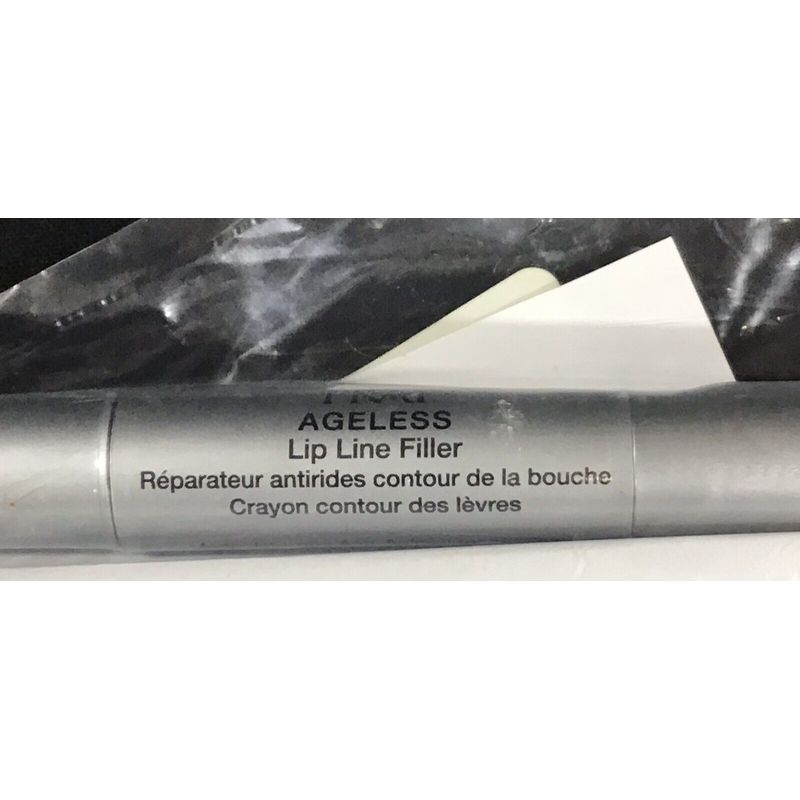 AGELESS
Lip Line Filler
Réparateur antirides contour de la bouche
Crayon contour des lèvres